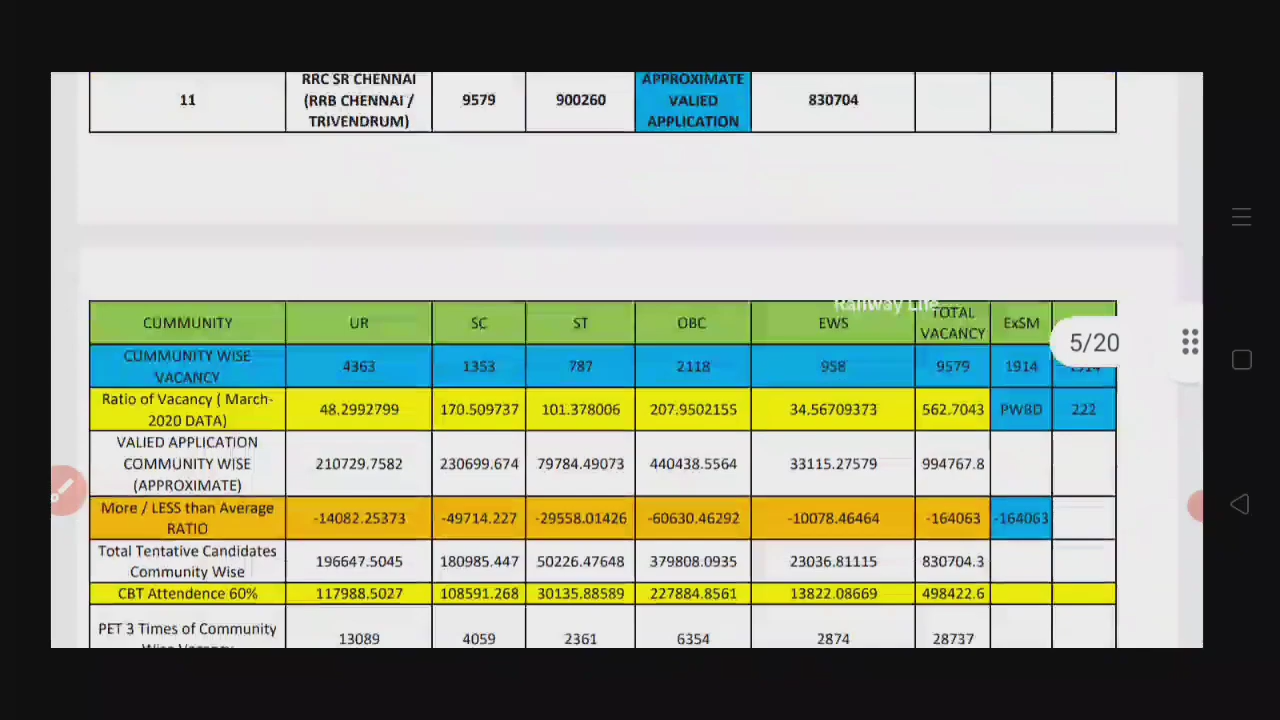 RRC SR CHENNAI
(RRB CHENNAI /
TRIVENDRUM)
11
9579
900260
APPROXIMATE
VALIED
APPLICATION
830704
Railway Life
CUMMUNITY
UR
SC
ST
OBC
EWS
TOTAL
VACANCY
ExSM
5/20
CUMMUNITY WISE
VACANCY
4363
1353
787
2118
958
9579
1914
Ratio of Vacancy ( March-
2020 DATA)
48.2992799
170.509737
101.378006
207.9502155
34.56709373
562.7043
PWBD
222
VALIED APPLICATION
COMMUNITY WISE
(APPROXIMATE)
210729.7582
230699.674
79784.49073
440438.5564
33115.27579
994767.8
More / LESS than Average
RATIO
-14082.25373
-49714.227
-29558.01426
-60630.46292
-10078.46464
-164063
-164063
Total Tentative Candidates
Community Wise
196647.5045
180985.447
50226.47648
379808.0935
23036.81115
830704.3
CBT Attendence 60%
117988.5027
108591.268
30135.88589
227884.8561
13822.08669
498422.6
PET 3 Times of Community
Wise Vacancy
13089
4059
2361
6354
2874
28737